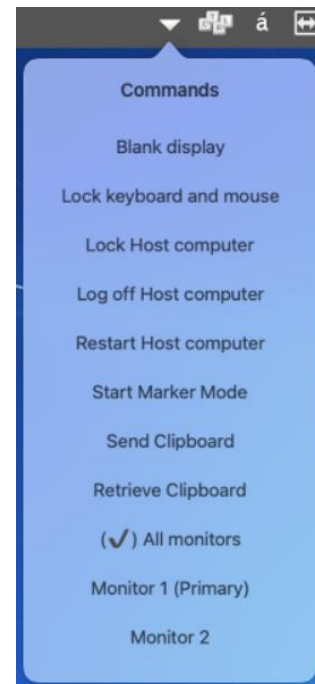 á
Commands
Blank display
Lock keyboard and mouse
Lock Host computer
Log off Host computer
Restart Host computer
Start Marker Mode
Send Clipboard
Retrieve Clipboard
(✓) All monitors
Monitor 1 (Primary)
Monitor 2